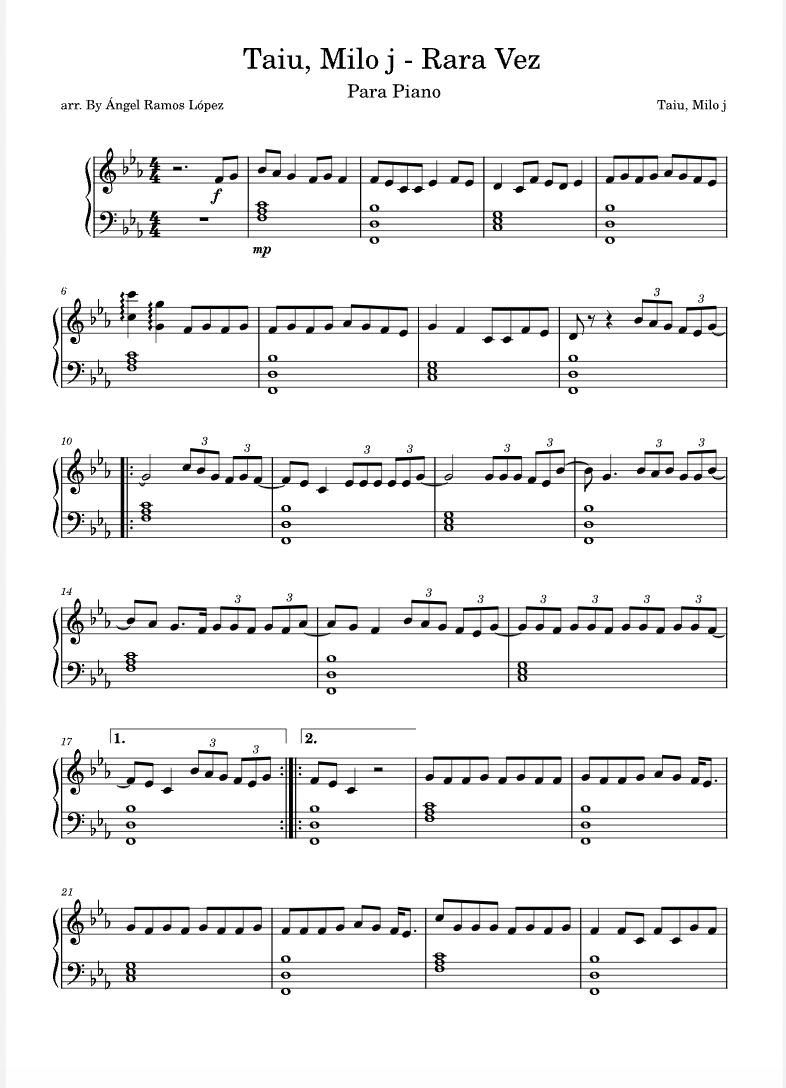 Taiu, Milo j - Rara Vez
Para Piano
arr. By Ángel Ramos López
Taiu, Milo j
4 4
4 4
f
mp
6
3 3
10
3 3 3 3 3 3 3 3
14
3 3 3 3 3 3 3 3
17
1. 2.
3 3
21